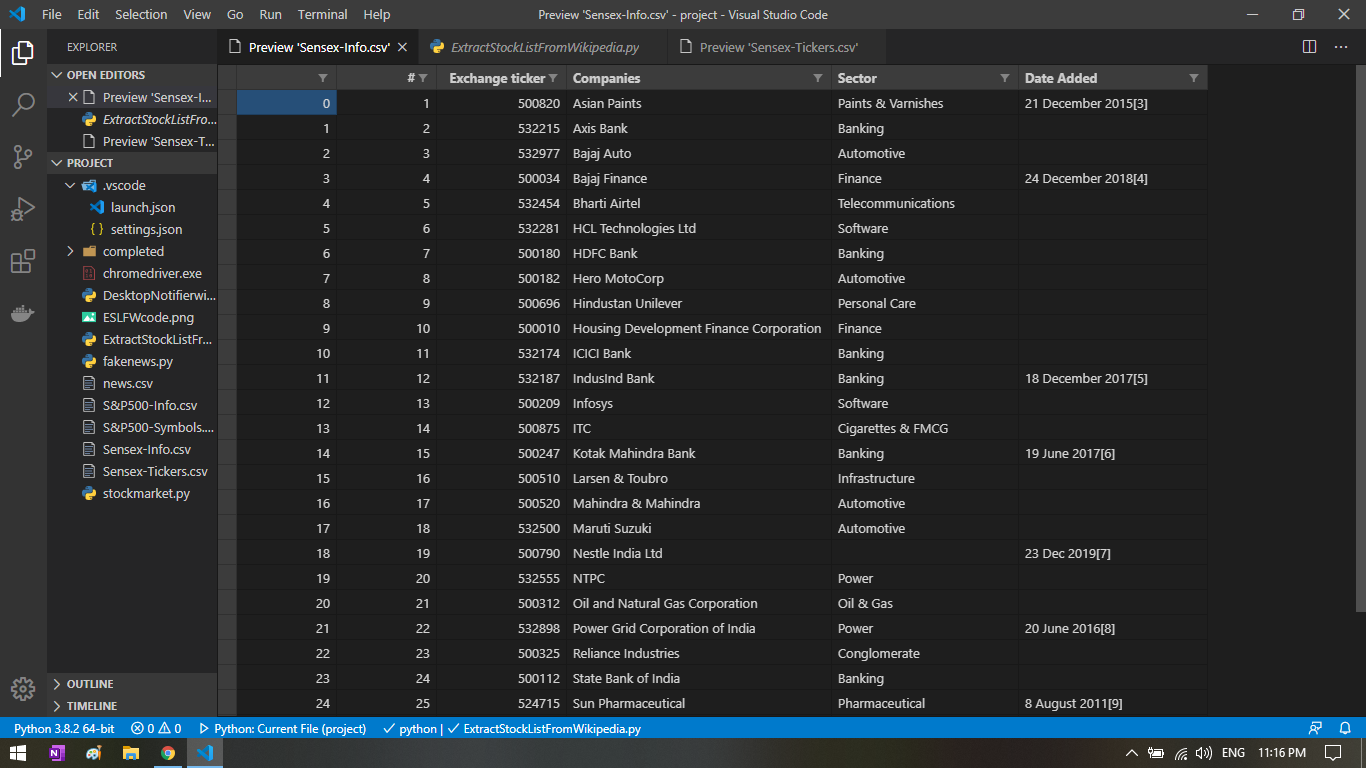 File Edit Selection View Go Run Terminal Help Preview 'Sensex-Info.csv' - project - Visual Studio Code
EXPLORER
OPEN EDITORS
Preview 'Sensex-I...
ExtractStockListFro...
Preview 'Sensex-T...
PROJECT
.vscode
launch.json
{ } settings.json
completed
chromedriver.exe
DesktopNotifierwi...
ESLFWcode.png
ExtractStockListFr...
fakenews.py
news.csv
S&P500-Info.csv
S&P500-Symbols....
Sensex-Info.csv
Sensex-Tickers.csv
stockmarket.py
OUTLINE
TIMELINE
Preview 'Sensex-Info.csv' ExtractStockListFromWikipedia.py Preview 'Sensex-Tickers.csv'
# Exchange ticker Companies Sector Date Added
0 1 500820 Asian Paints Paints & Varnishes 21 December 2015[3]
1 2 532215 Axis Bank Banking
2 3 532977 Bajaj Auto Automotive
3 4 500034 Bajaj Finance Finance 24 December 2018[4]
4 5 532454 Bharti Airtel Telecommunications
5 6 532281 HCL Technologies Ltd Software
6 7 500180 HDFC Bank Banking
7 8 500182 Hero MotoCorp Automotive
8 9 500696 Hindustan Unilever Personal Care
9 10 500010 Housing Development Finance Corporation Finance
10 11 532174 ICICI Bank Banking
11 12 532187 IndusInd Bank Banking 18 December 2017[5]
12 13 500209 Infosys Software
13 14 500875 ITC Cigarettes & FMCG
14 15 500247 Kotak Mahindra Bank Banking 19 June 2017[6]
15 16 500510 Larsen & Toubro Infrastructure
16 17 500520 Mahindra & Mahindra Automotive
17 18 532500 Maruti Suzuki Automotive
18 19 500790 Nestle India Ltd 23 Dec 2019[7]
19 20 532555 NTPC Power
20 21 500312 Oil and Natural Gas Corporation Oil & Gas
21 22 532898 Power Grid Corporation of India Power 20 June 2016[8]
22 23 500325 Reliance Industries Conglomerate
23 24 500112 State Bank of India Banking
24 25 524715 Sun Pharmaceutical Pharmaceutical 8 August 2011[9]
Python 3.8.2 64-bit 0 0 Python: Current File (project) python | ExtractStockListFromWikipedia.py
ENG 11:16 PM